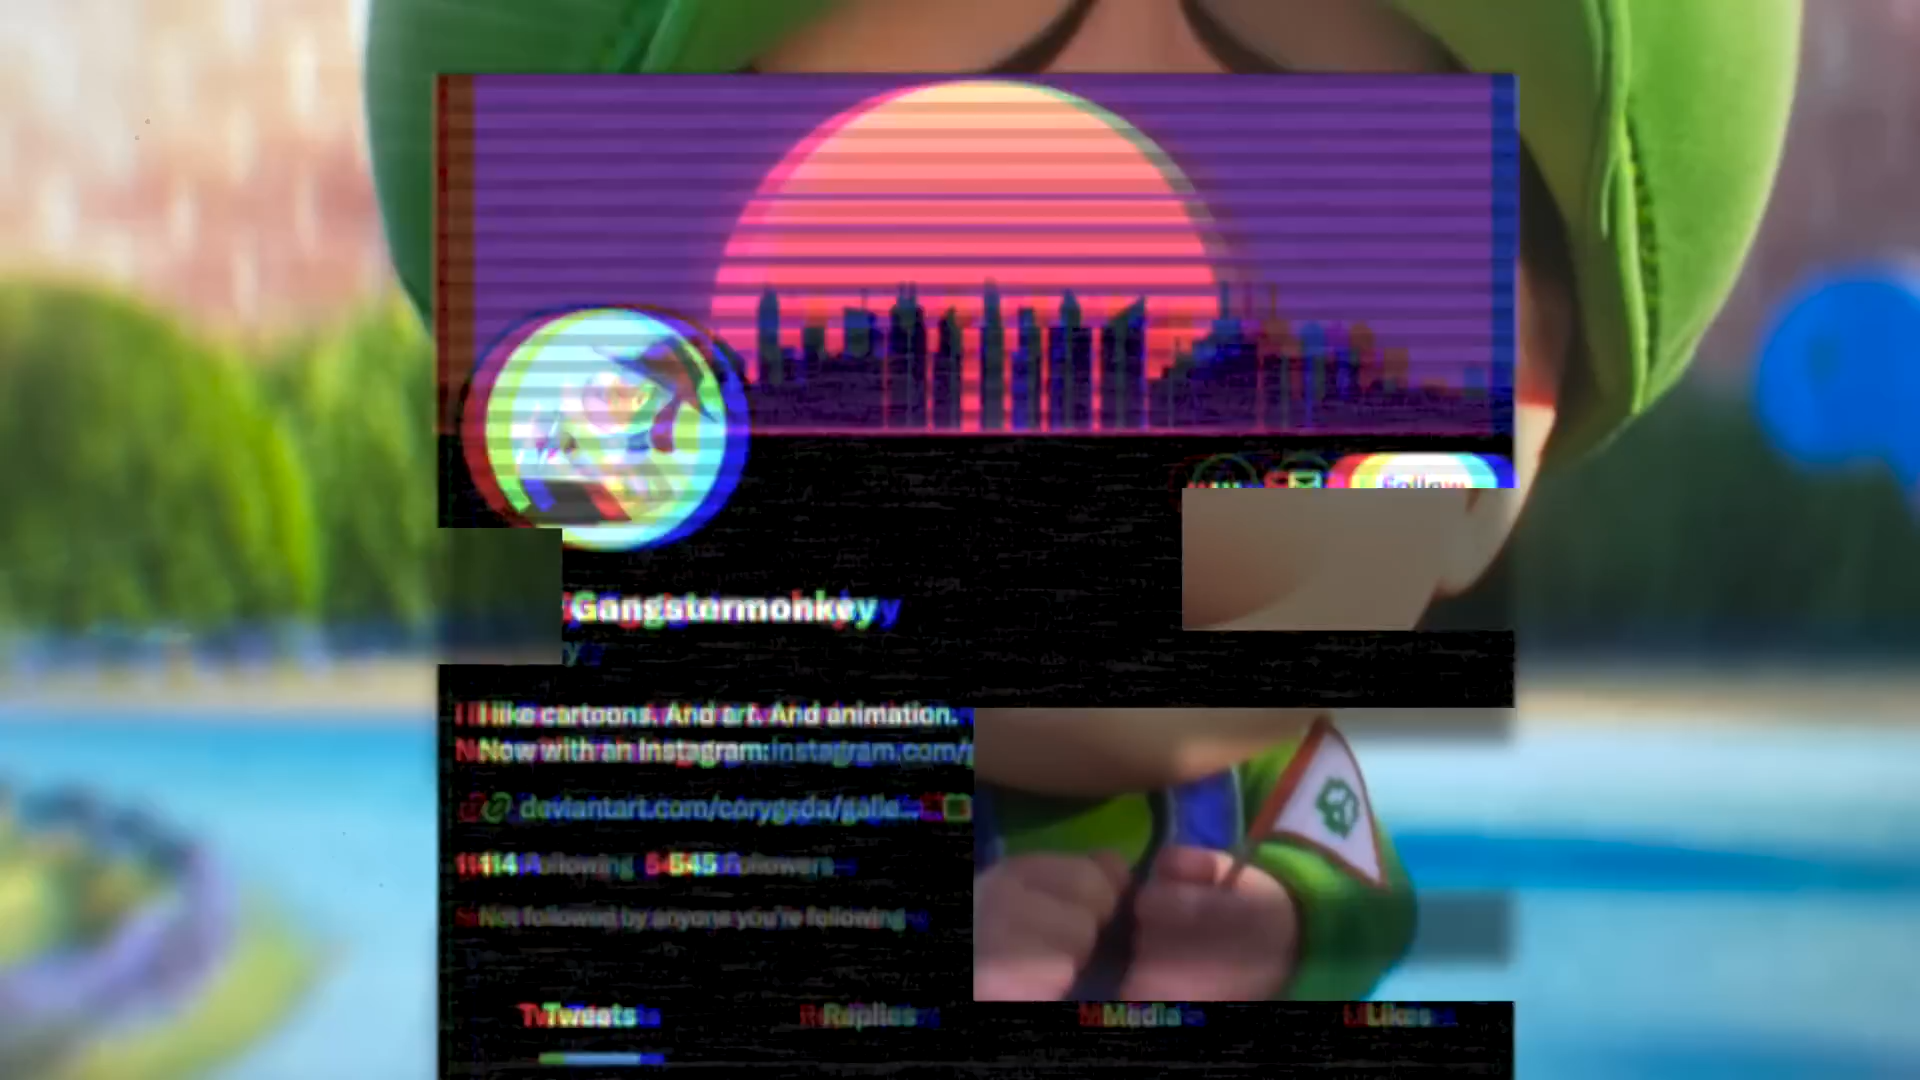 Follow
Gangstermonkey
y
I like cartoons. And art. And animation.
Now with an Instagram: instagram.com/
deviantart.com/corygsda/galle...
114 Following 545 Followers
Not followed by anyone you're following
Tweets Replies Media Likes